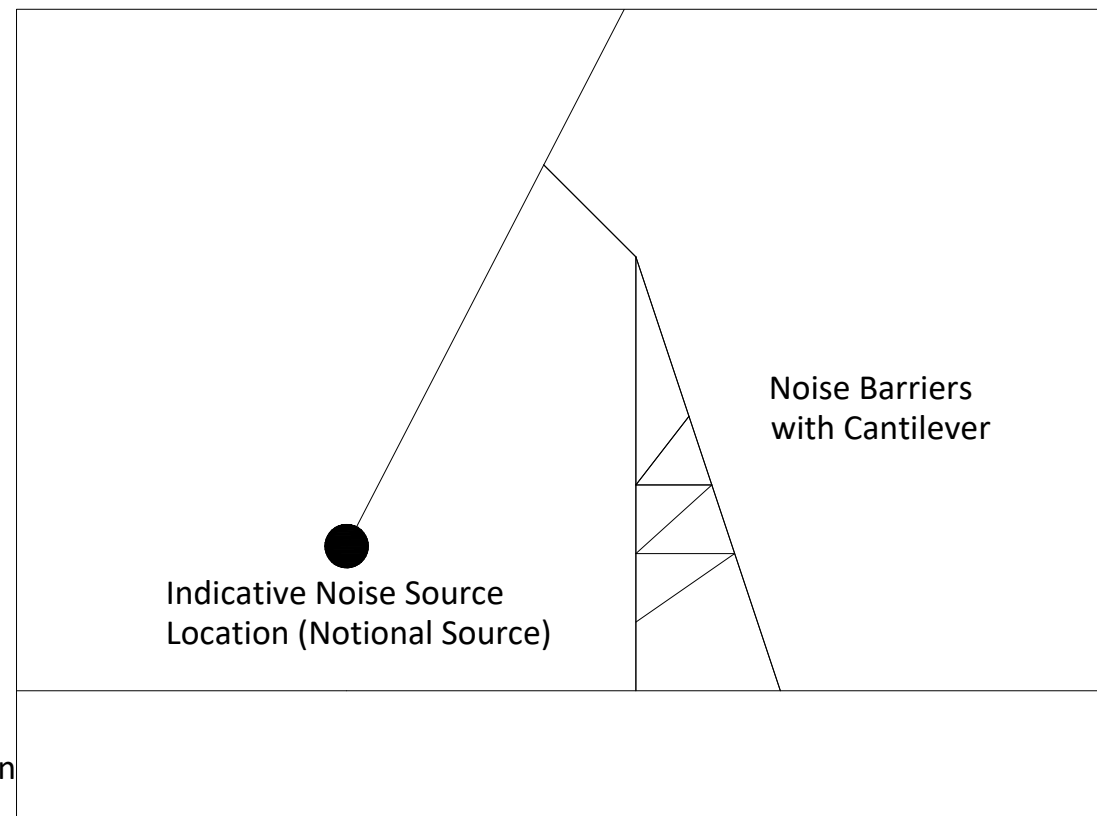 Noise Barriers
with Cantilever
Indicative Noise Source
Location (Notional Source)
n